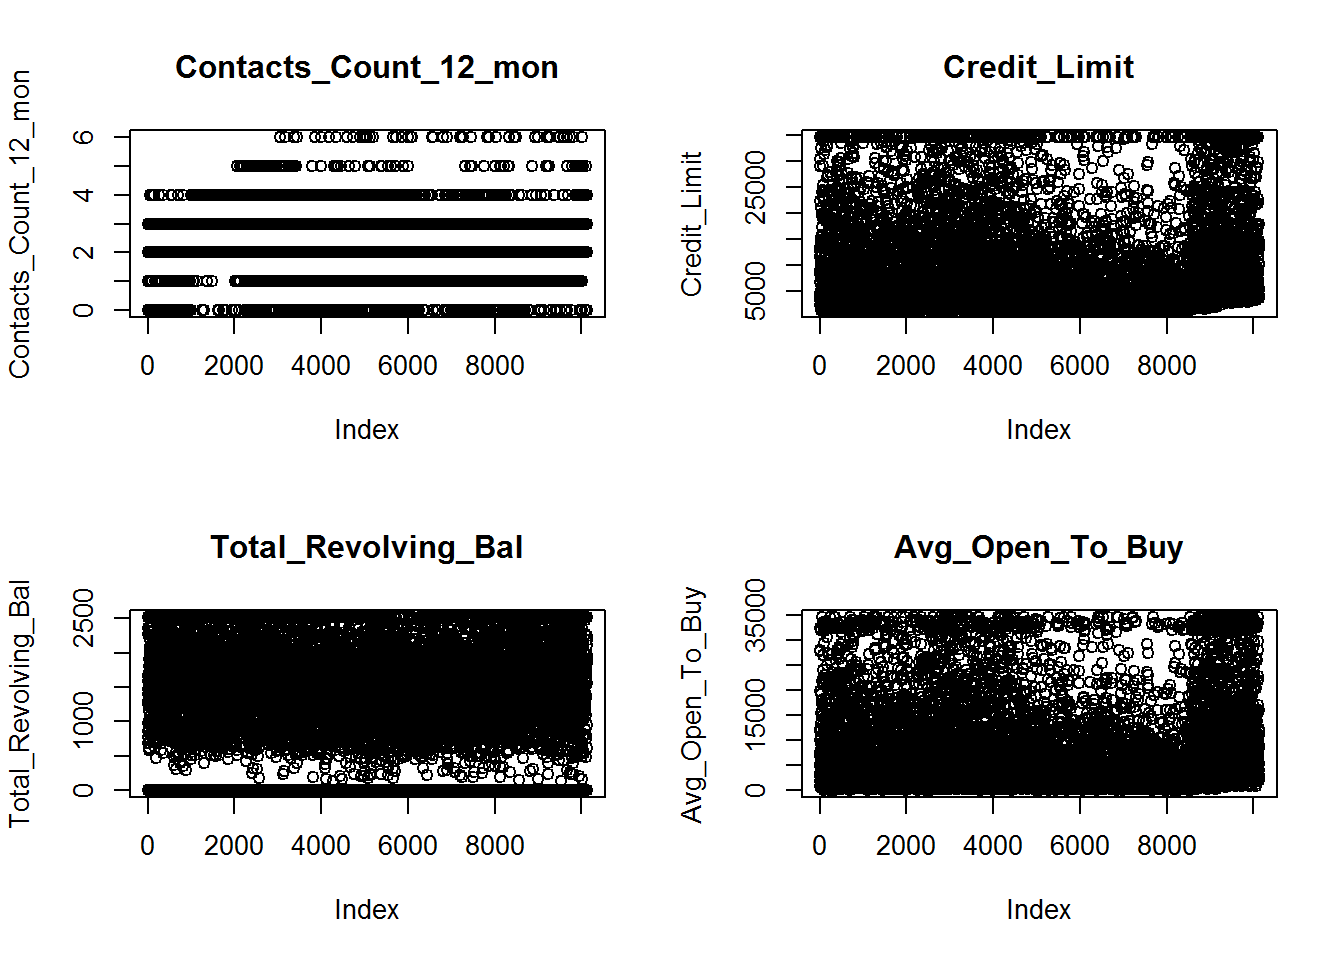 Contacts_Count_12_mon
Contacts_Count_12_mon
6
4
2
0
0 2000 4000 6000 8000
Index
Credit_Limit
Credit_Limit
25000
5000
0 2000 4000 6000 8000
Index
Total_Revolving_Bal
Total_Revolving_Bal
2500
1000
0
0 2000 4000 6000 8000
Index
Avg_Open_To_Buy
Avg_Open_To_Buy
35000
15000
0
0 2000 4000 6000 8000
Index